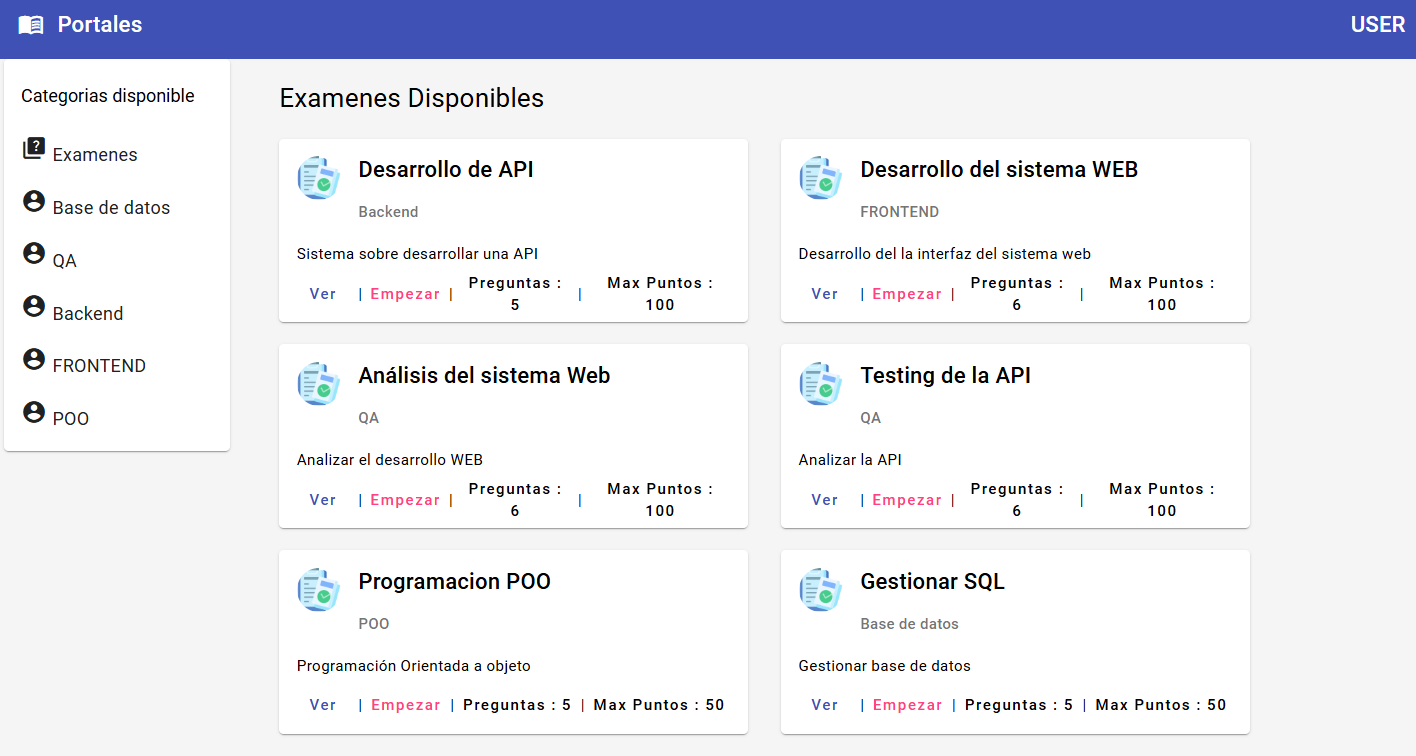 Portales
USER
Categorias disponible
Examenes
Base de datos
QA
Backend
FRONTEND
POO
Examenes Disponibles
Desarrollo de API
Backend
Sistema sobre desarrollar una API
Ver | Empezar | Preguntas : 5 | Max Puntos : 100
Desarrollo del sistema WEB
FRONTEND
Desarrollo del la interfaz del sistema web
Ver | Empezar | Preguntas : 6 | Max Puntos : 100
Análisis del sistema Web
QA
Analizar el desarrollo WEB
Ver | Empezar | Preguntas : 6 | Max Puntos : 100
Testing de la API
QA
Analizar la API
Ver | Empezar | Preguntas : 6 | Max Puntos : 100
Programacion POO
POO
Programación Orientada a objeto
Ver | Empezar | Preguntas : 5 | Max Puntos : 50
Gestionar SQL
Base de datos
Gestionar base de datos
Ver | Empezar | Preguntas : 5 | Max Puntos : 50